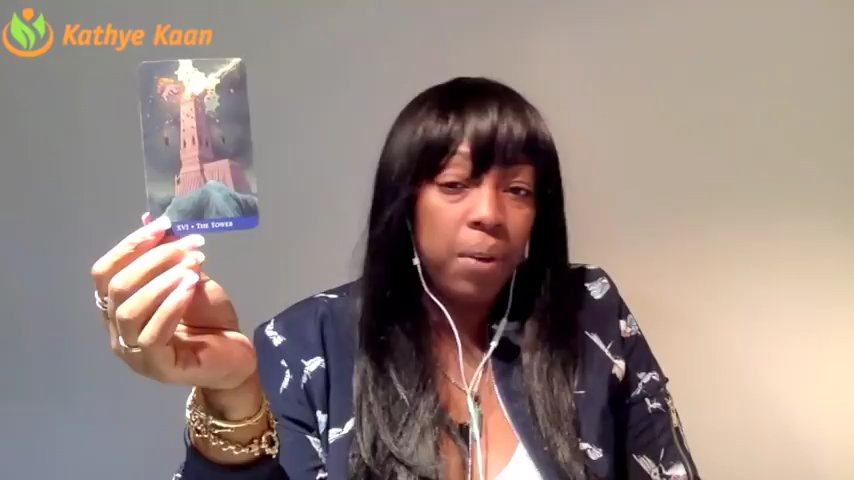 Kathye Kaan
XVI • The Tower